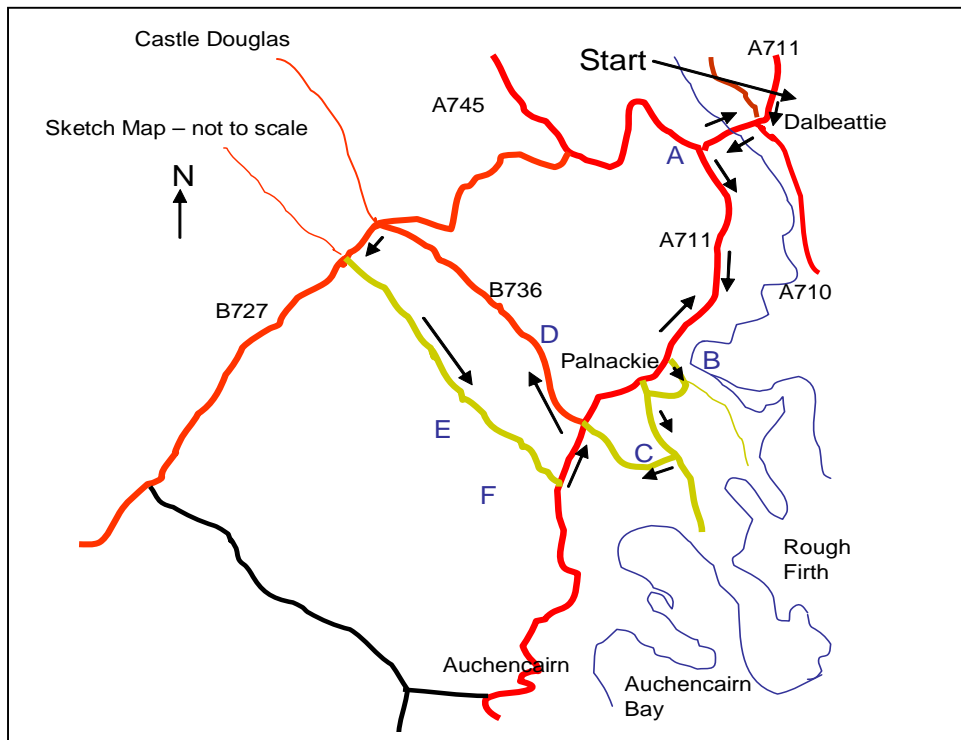 Castle Douglas
A711
Start
A745
Dalbeattie
Sketch Map – not to scale
A
N
A711
A710
B736
B727
D
Palnackie
B
E
C
F
Rough
Firth
Auchencairn
Auchencairn
Bay